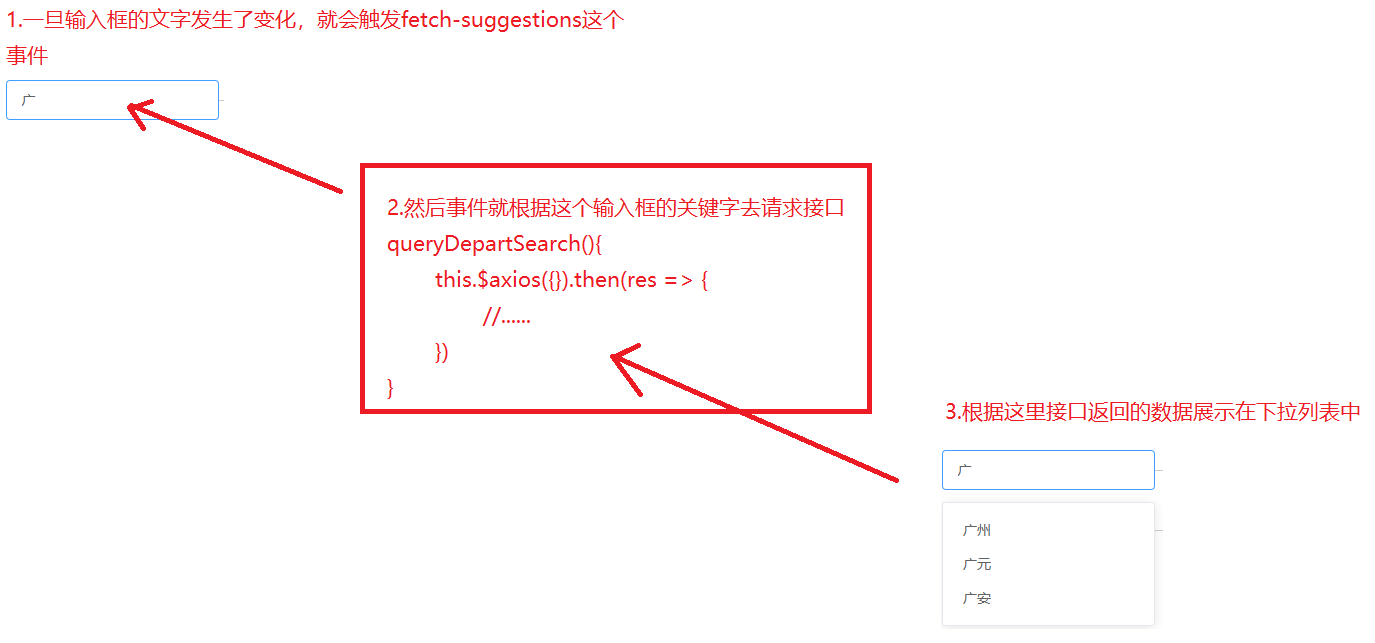 1.一旦输入框的文字发生了变化，就会触发fetch-suggestions这个
事件
广
2.然后事件就根据这个输入框的关键字去请求接口
queryDepartSearch(){
this.$axios({}).then(res => {
//......
})
}
3.根据这里接口返回的数据展示在下拉列表中
广
广州
广元
广安